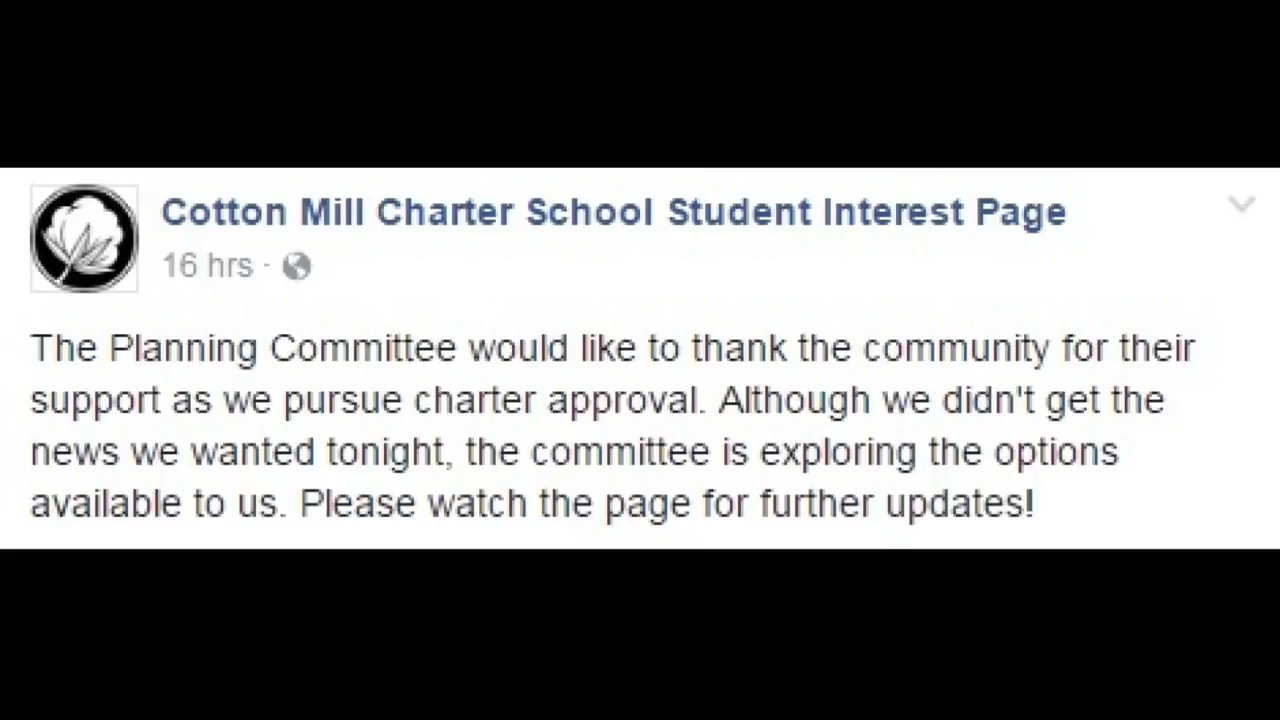 Cotton Mill Charter School Student Interest Page
16 hrs ·
The Planning Committee would like to thank the community for their
support as we pursue charter approval. Although we didn't get the
news we wanted tonight, the committee is exploring the options
available to us. Please watch the page for further updates!